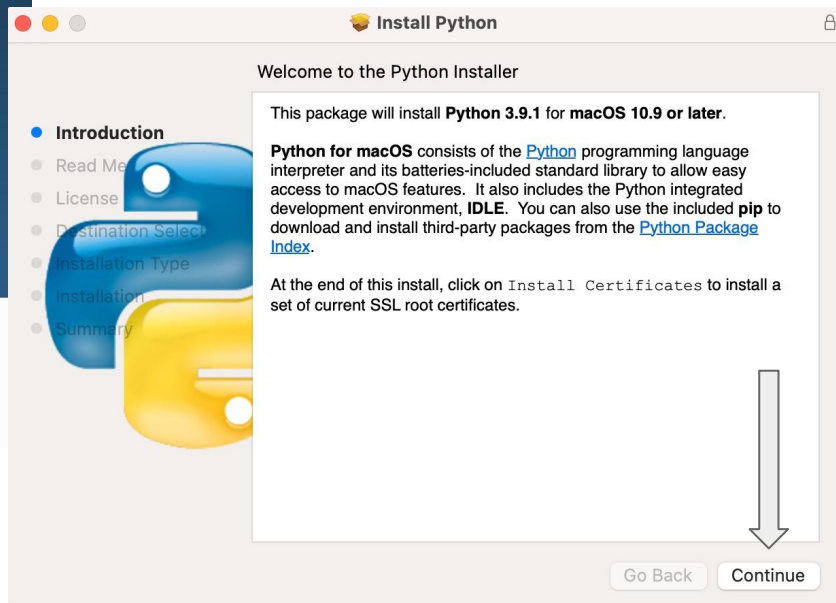 Install Python
Welcome to the Python Installer
Introduction
Read Me
License
Destination Select
Installation Type
Installation
Summary
This package will install Python 3.9.1 for macOS 10.9 or later.
Python for macOS consists of the Python programming language
interpreter and its batteries-included standard library to allow easy
access to macOS features. It also includes the Python integrated
development environment, IDLE. You can also use the included pip to
download and install third-party packages from the Python Package
Index.
At the end of this install, click on Install Certificates to install a
set of current SSL root certificates.
Go Back
Continue